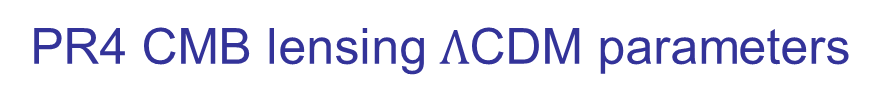 PR4 CMB lensing ΛCDM parameters